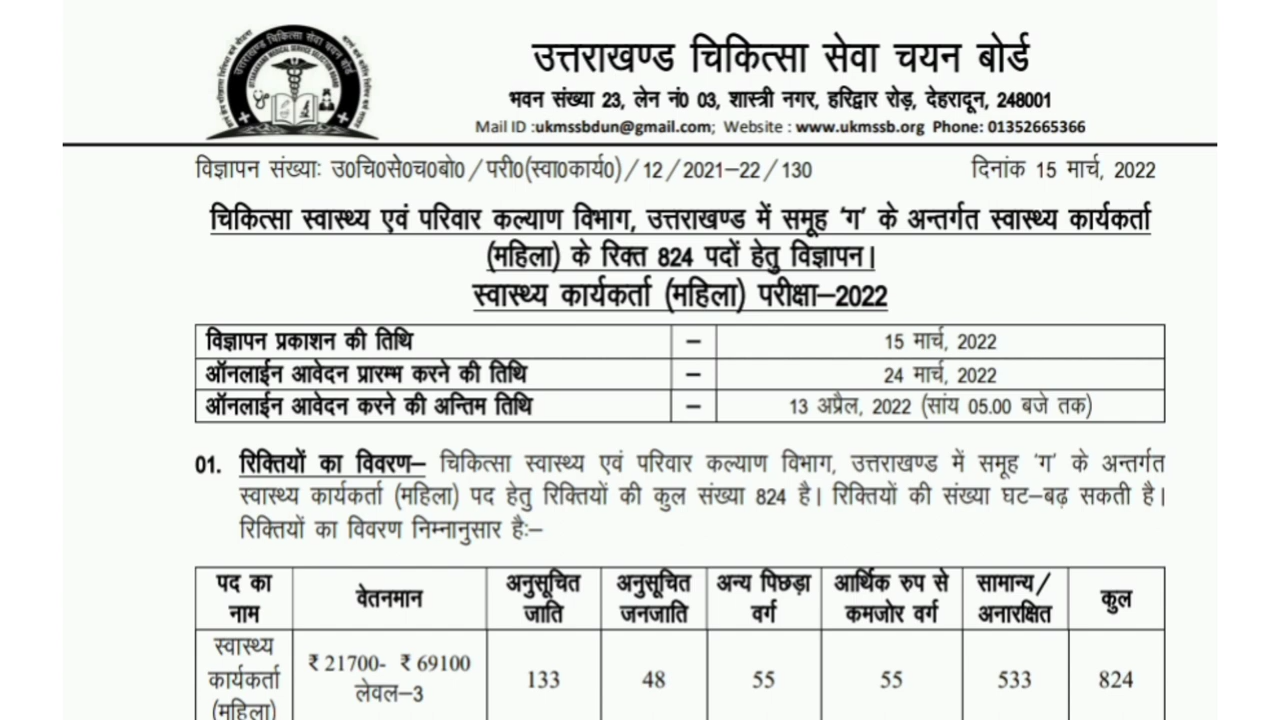 उत्तराखण्ड चिकित्सा सेवा चयन बोर्ड
भवन संख्या 23, लेन नं0 03, शास्त्री नगर, हरिद्वार रोड़, देहरादून, 248001
Mail ID :ukmssbdun@gmail.com; Website : www.ukmssb.org Phone: 01352665366
विज्ञापन संख्याः उ0चि0से0च0बो0/परी0(स्वा0कार्य0)/12/2021–22/130 दिनांक 15 मार्च, 2022
चिकित्सा स्वास्थ्य एवं परिवार कल्याण विभाग, उत्तराखण्ड में समूह ‘ग’ के अन्तर्गत स्वास्थ्य कार्यकर्ता
(महिला) के रिक्त 824 पदों हेतु विज्ञापन।
स्वास्थ्य कार्यकर्ता (महिला) परीक्षा–2022
विज्ञापन प्रकाशन की तिथि – 15 मार्च, 2022
ऑनलाईन आवेदन प्रारम्भ करने की तिथि – 24 मार्च, 2022
ऑनलाईन आवेदन करने की अन्तिम तिथि – 13 अप्रैल, 2022 (सांय 05.00 बजे तक)
01. रिक्तियों का विवरण– चिकित्सा स्वास्थ्य एवं परिवार कल्याण विभाग, उत्तराखण्ड में समूह ‘ग’ के अन्तर्गत
स्वास्थ्य कार्यकर्ता (महिला) पद हेतु रिक्तियों की कुल संख्या 824 है। रिक्तियों की संख्या घट–बढ़ सकती है।
रिक्तियों का विवरण निम्नानुसार हैः–
पद का नाम वेतनमान अनुसूचित जाति अनुसूचित जनजाति अन्य पिछड़ा वर्ग आर्थिक रुप से कमजोर वर्ग सामान्य/अनारक्षित कुल
स्वास्थ्य कार्यकर्ता (महिला) ₹ 21700- ₹ 69100 लेवल–3 133 48 55 55 533 824